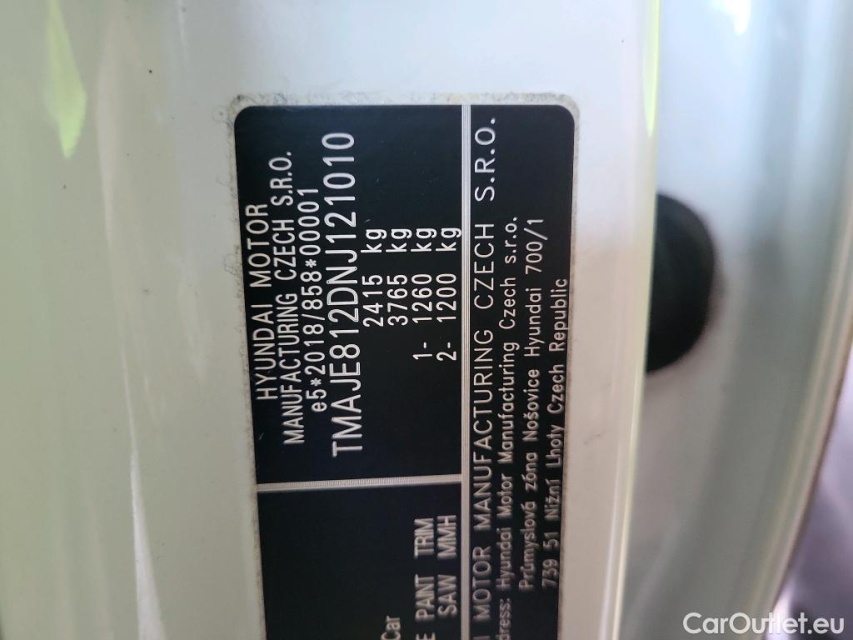 HYUNDAI MOTOR
MANUFACTURING CZECH S.R.O.
e5*2018/858*00001
TMAJE812DNJ121010
2415 kg
3765 kg
1- 1260 kg
2- 1200 kg
Car
PAINT TRIM
SAW MMH
MOTOR MANUFACTURING CZECH S.R.O.
Hyundai Motor Manufacturing Czech s.r.o.
Průmyslová zóna Nošovice Hyundai 700/1
739 51 Nižní Lhoty Czech Republic
CarOutlet.eu